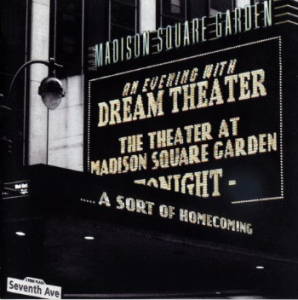 MADISON SQUARE GARDEN
AN EVENING WITH
DREAM THEATER
THE THEATER AT
MADISON SQUARE GARDEN
TONIGHT -
..... A SORT OF HOMECOMING
Seventh Ave